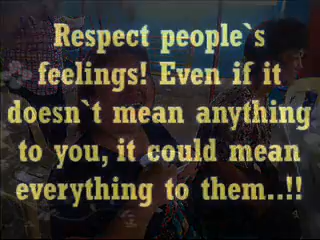 Respect people`s
feelings! Even if it
doesn`t mean anything
to you, it could mean
everything to them..!!